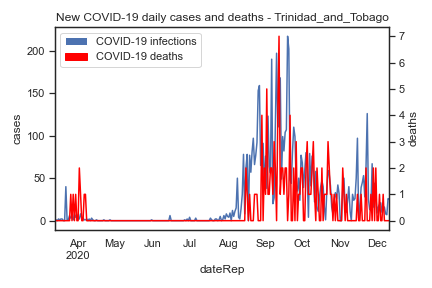 New COVID-19 daily cases and deaths - Trinidad_and_Tobago
COVID-19 infections
COVID-19 deaths
200
150
100
50
0
cases
7
6
5
4
3
2
1
0
deaths
Apr May Jun Jul Aug Sep Oct Nov Dec
2020
dateRep